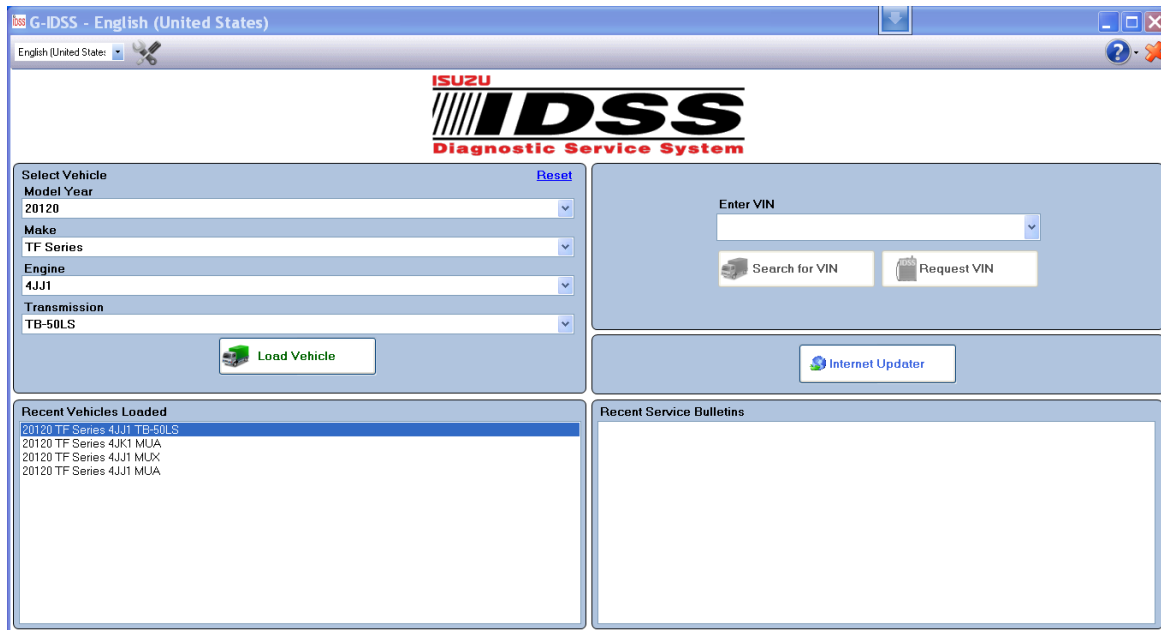 G-IDSS - English (United States)
English (United State:
ISUZU
IDSS
Diagnostic Service System
Select Vehicle
Reset
Model Year
20120
Make
TF Series
Engine
4JJ1
Transmission
TB-50LS
Load Vehicle
Enter VIN
Search for VIN
Request VIN
Internet Updater
Recent Vehicles Loaded
20120 TF Series 4JJ1 TB-50LS
20120 TF Series 4JK1 MUA
20120 TF Series 4JJ1 MUX
20120 TF Series 4JJ1 MUA
Recent Service Bulletins